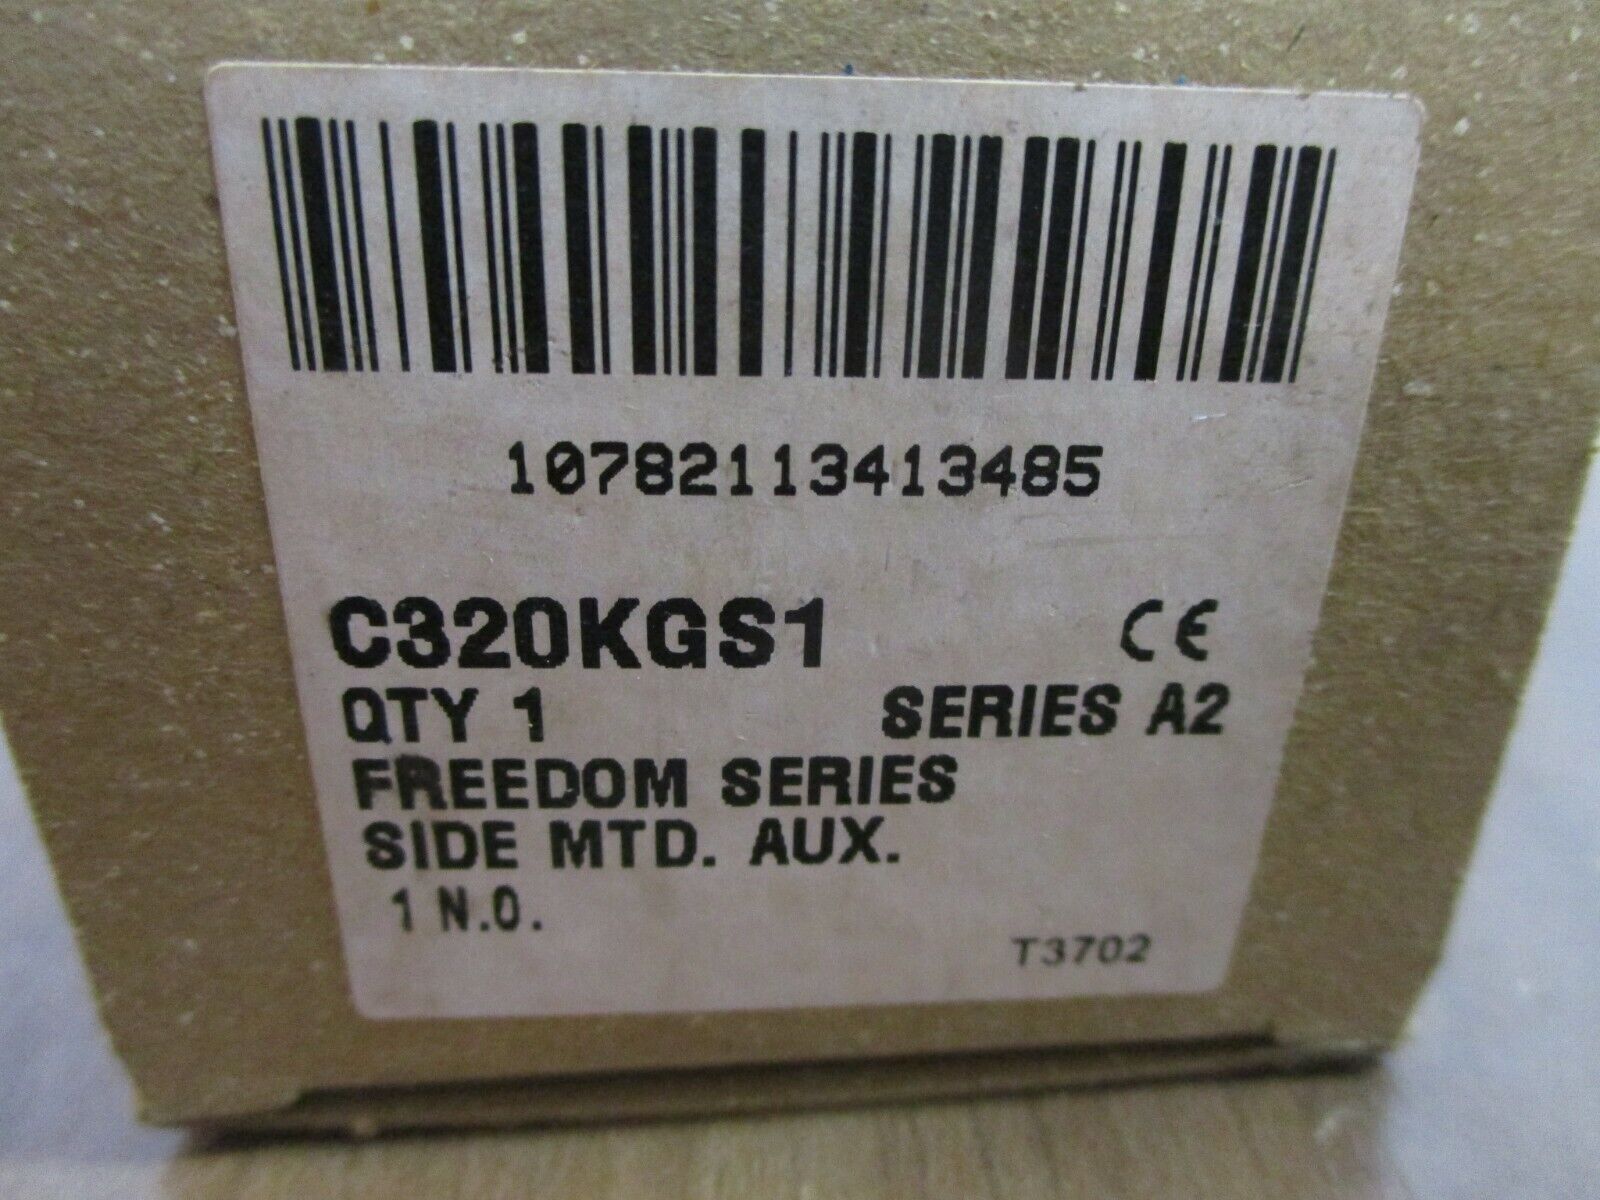 10782113413485
C320KGS1 CE
QTY 1 SERIES A2
FREEDOM SERIES
SIDE MTD. AUX.
1 N.O.
T3702